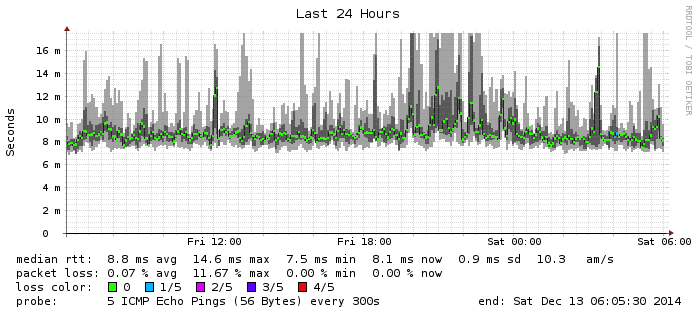 Last 24 Hours
RRDTOOL / TOBI OETIKER
Seconds
16 m
14 m
12 m
10 m
8 m
6 m
4 m
2 m
0
Fri 12:00 Fri 18:00 Sat 00:00 Sat 06:00
median rtt: 8.8 ms avg 14.6 ms max 7.5 ms min 8.1 ms now 0.9 ms sd 10.3 am/s
packet loss: 0.07 % avg 11.67 % max 0.00 % min 0.00 % now
loss color: 0 1/5 2/5 3/5 4/5
probe: 5 ICMP Echo Pings (56 Bytes) every 300s end: Sat Dec 13 06:05:30 2014